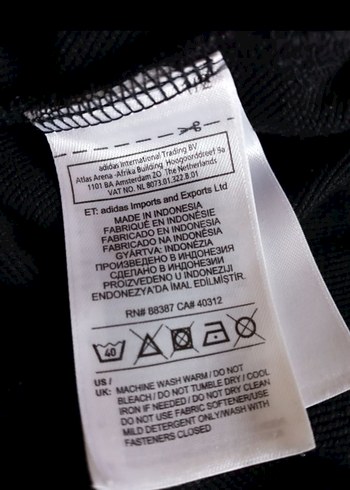 adidas International Trading BV
Atlas Arena -Afrika Building Hoogoorddreef 9a
1101 BA Amsterdam ZO The Netherlands
VAT NO. NL 8073.01.322.B.01
ET: adidas Imports and Exports Ltd
MADE IN INDONESIA
FABRIQUÉ EN INDONÉSIE
FABRICADO EN INDONESIA
FABRICADO NA INDONÉSIA
GYÁRTVA: INDONÉZIA
ПРОИЗВЕДЕНО В ИНДОНЕЗИЯ
СДЕЛАНО В ИНДОНЕЗИИ
PROIZVEDENO U INDONEZIJI
ENDONEZYA'DA İMAL EDİLMİŞTİR.
RN# 88387 CA# 40312
40
US /
UK: MACHINE WASH WARM / DO NOT
BLEACH / DO NOT TUMBLE DRY / COOL
IRON IF NEEDED / DO NOT DRY CLEAN
DO NOT USE FABRIC SOFTENER/USE
MILD DETERGENT ONLY/WASH WITH
FASTENERS CLOSED